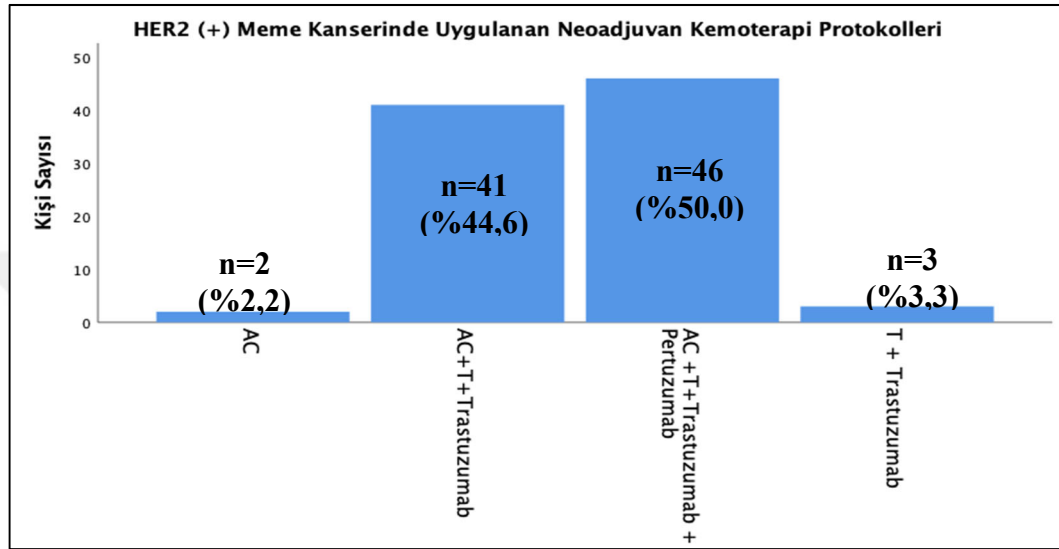 HER2 (+) Meme Kanserinde Uygulanan Neoadjuvan Kemoterapi Protokolleri
Kişi Sayısı
50
40
30
20
10
0
n=2
(%2,2)
n=41
(%44,6)
n=46
(%50,0)
n=3
(%3,3)
AC
AC+T+Trastuzumab
AC +T+Trastuzumab +
Pertuzumab
T + Trastuzumab